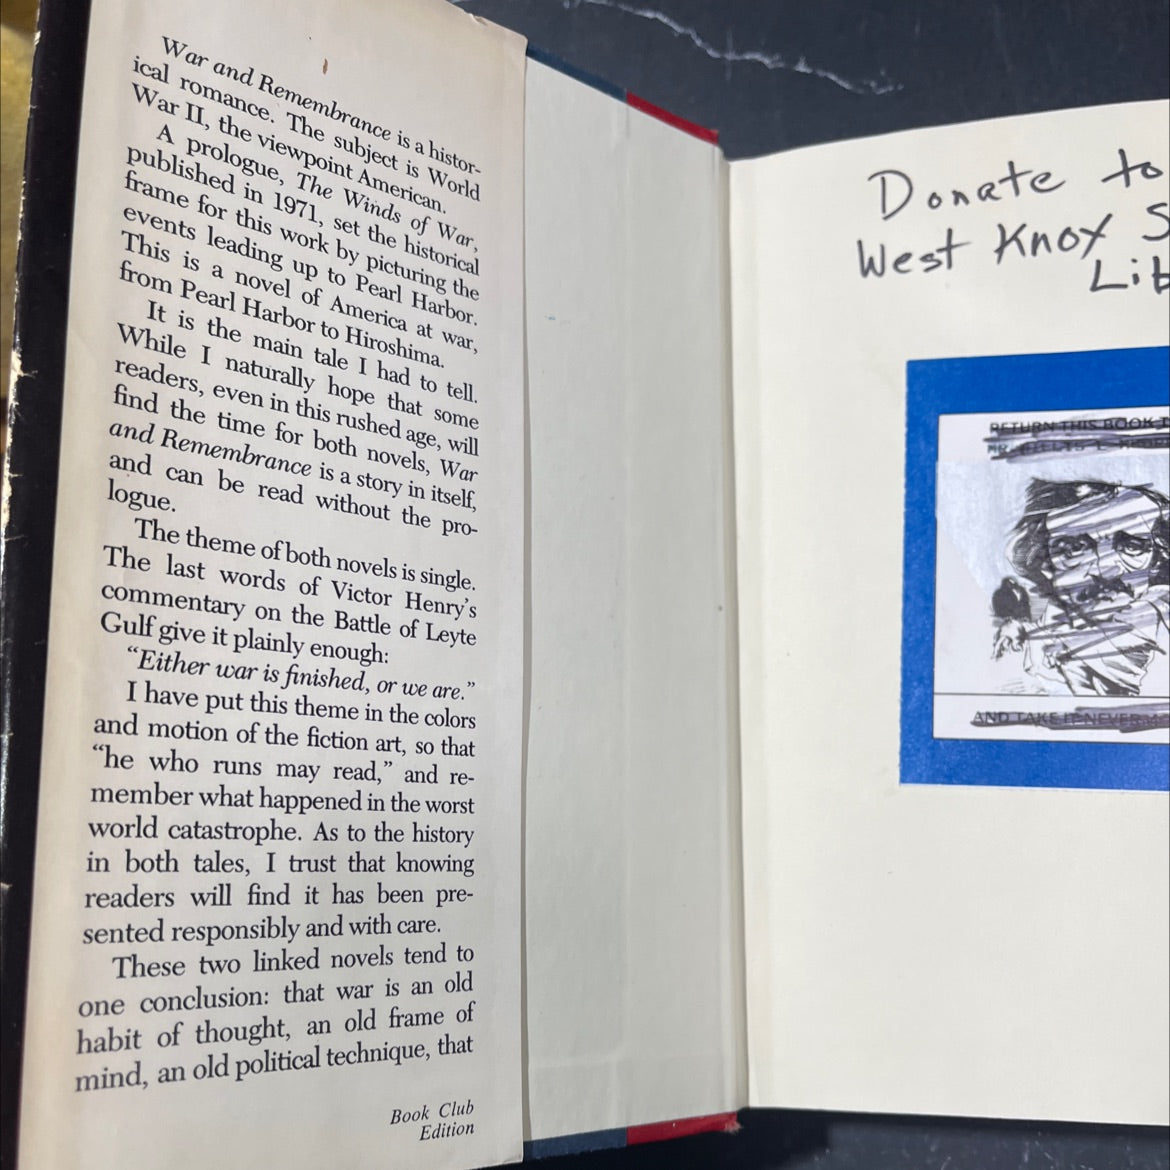 War and Remembrance is a histor-
ical romance. The subject is World
War II, the viewpoint American.
A prologue, The Winds of War,
published in 1971, set the historical
frame for this work by picturing the
events leading up to Pearl Harbor.
This is a novel of America at war,
from Pearl Harbor to Hiroshima.
It is the main tale I had to tell.
While I naturally hope that some
readers, even in this rushed age, will
find the time for both novels, War
and Remembrance is a story in itself,
and can be read without the pro-
logue.
The theme of both novels is single.
The last words of Victor Henry's
commentary on the Battle of Leyte
Gulf give it plainly enough:
“Either war is finished, or we are.”
I have put this theme in the colors
and motion of the fiction art, so that
“he who runs may read,” and re-
member what happened in the worst
world catastrophe. As to the history
in both tales, I trust that knowing
readers will find it has been pre-
sented responsibly and with care.
These two linked novels tend to
one conclusion: that war is an old
habit of thought, an old frame of
mind, an old political technique, that
Book Club
Edition
Donate to
West Knox S
Lib
RETURN THIS BOOK T
MR.
AND TAKE IT NEVERMO